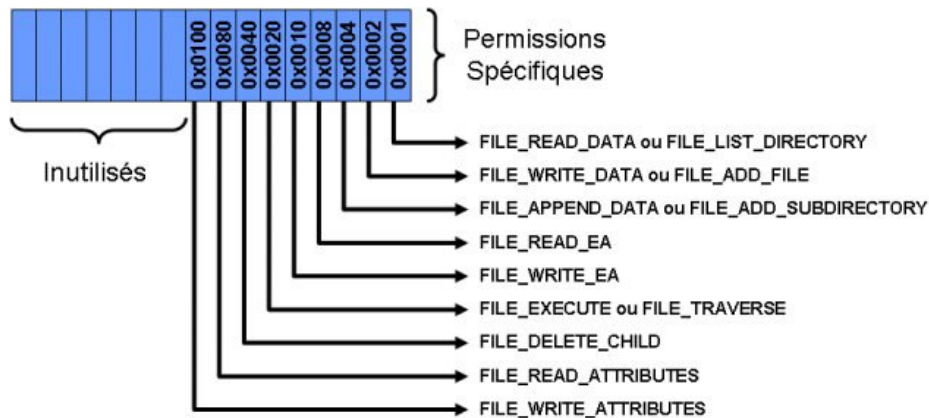 0x0100
0x0080
0x0040
0x0020
0x0010
0x0008
0x0004
0x0002
0x0001
Permissions
Spécifiques
Inutilisés
FILE_READ_DATA ou FILE_LIST_DIRECTORY
FILE_WRITE_DATA ou FILE_ADD_FILE
FILE_APPEND_DATA ou FILE_ADD_SUBDIRECTORY
FILE_READ_EA
FILE_WRITE_EA
FILE_EXECUTE ou FILE_TRAVERSE
FILE_DELETE_CHILD
FILE_READ_ATTRIBUTES
FILE_WRITE_ATTRIBUTES